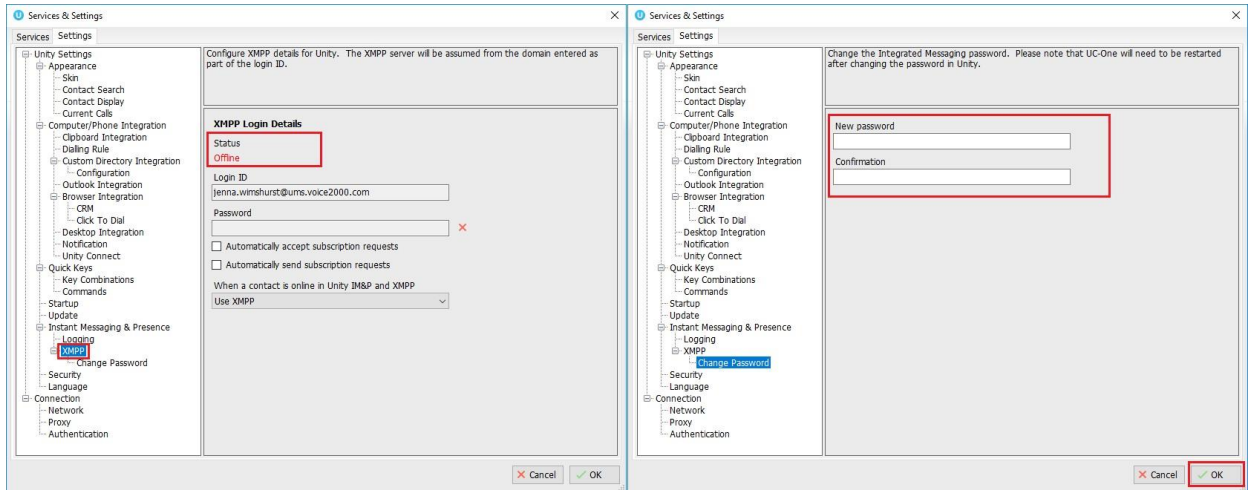 Services & Settings
Services Settings
Unity Settings
Appearance
Skin
Contact Search
Contact Display
Current Calls
Computer/Phone Integration
Clipboard Integration
Dialing Rule
Custom Directory Integration
Configuration
Outlook Integration
Browser Integration
CRM
Click To Dial
Desktop Integration
Notification
Unity Connect
Quick Keys
Key Combinations
Commands
Startup
Update
Instant Messaging & Presence
Logging
XMPP
Change Password
Security
Language
Connection
Network
Proxy
Authentication
Configure XMPP details for Unity. The XMPP server will be assumed from the domain entered as
part of the login ID.
XMPP Login Details
Status
Offline
Login ID
jenna.wimshurst@ums.voice2000.com
Password
Automatically accept subscription requests
Automatically send subscription requests
When a contact is online in Unity IM&P and XMPP
Use XMPP
Cancel OK
Services & Settings
Services Settings
Unity Settings
Appearance
Skin
Contact Search
Contact Display
Current Calls
Computer/Phone Integration
Clipboard Integration
Dialing Rule
Custom Directory Integration
Configuration
Outlook Integration
Browser Integration
CRM
Click To Dial
Desktop Integration
Notification
Unity Connect
Quick Keys
Key Combinations
Commands
Startup
Update
Instant Messaging & Presence
Logging
XMPP
Change Password
Security
Language
Connection
Network
Proxy
Authentication
Change the Integrated Messaging password. Please note that UC-One will need to be restarted
after changing the password in Unity.
New password
Confirmation
Cancel OK